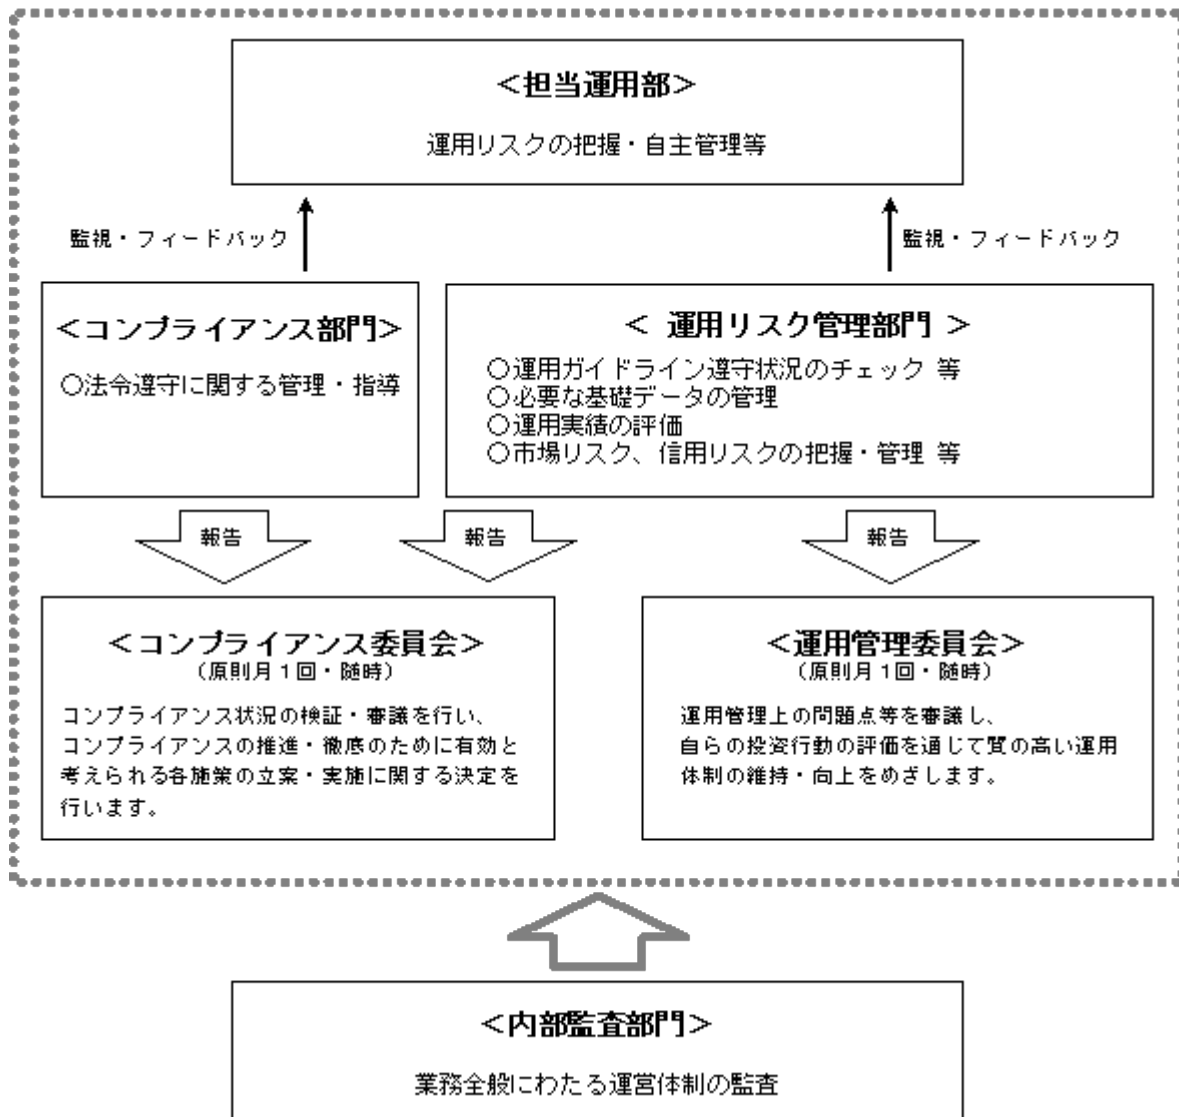 ＜担当運用部＞
運用リスクの把握・自主管理等
監視・フィードバック
監視・フィードバック
＜コンプライアンス部門＞
○法令遵守に関する管理・指導
＜ 運用リスク管理部門 ＞
○運用ガイドライン遵守状況のチェック 等
○必要な基礎データの管理
○運用実績の評価
○市場リスク、信用リスクの把握・管理 等
報告
報告
報告
＜コンプライアンス委員会＞
（原則月１回・随時）
コンプライアンス状況の検証・審議を行い、
コンプライアンスの推進・徹底のために有効と
考えられる各施策の立案・実施に関する決定を
行います。
＜運用管理委員会＞
（原則月１回・随時）
運用管理上の問題点等を審議し、
自らの投資行動の評価を通じて質の高い運用
体制の維持・向上をめざします。
＜内部監査部門＞
業務全般にわたる運営体制の監査